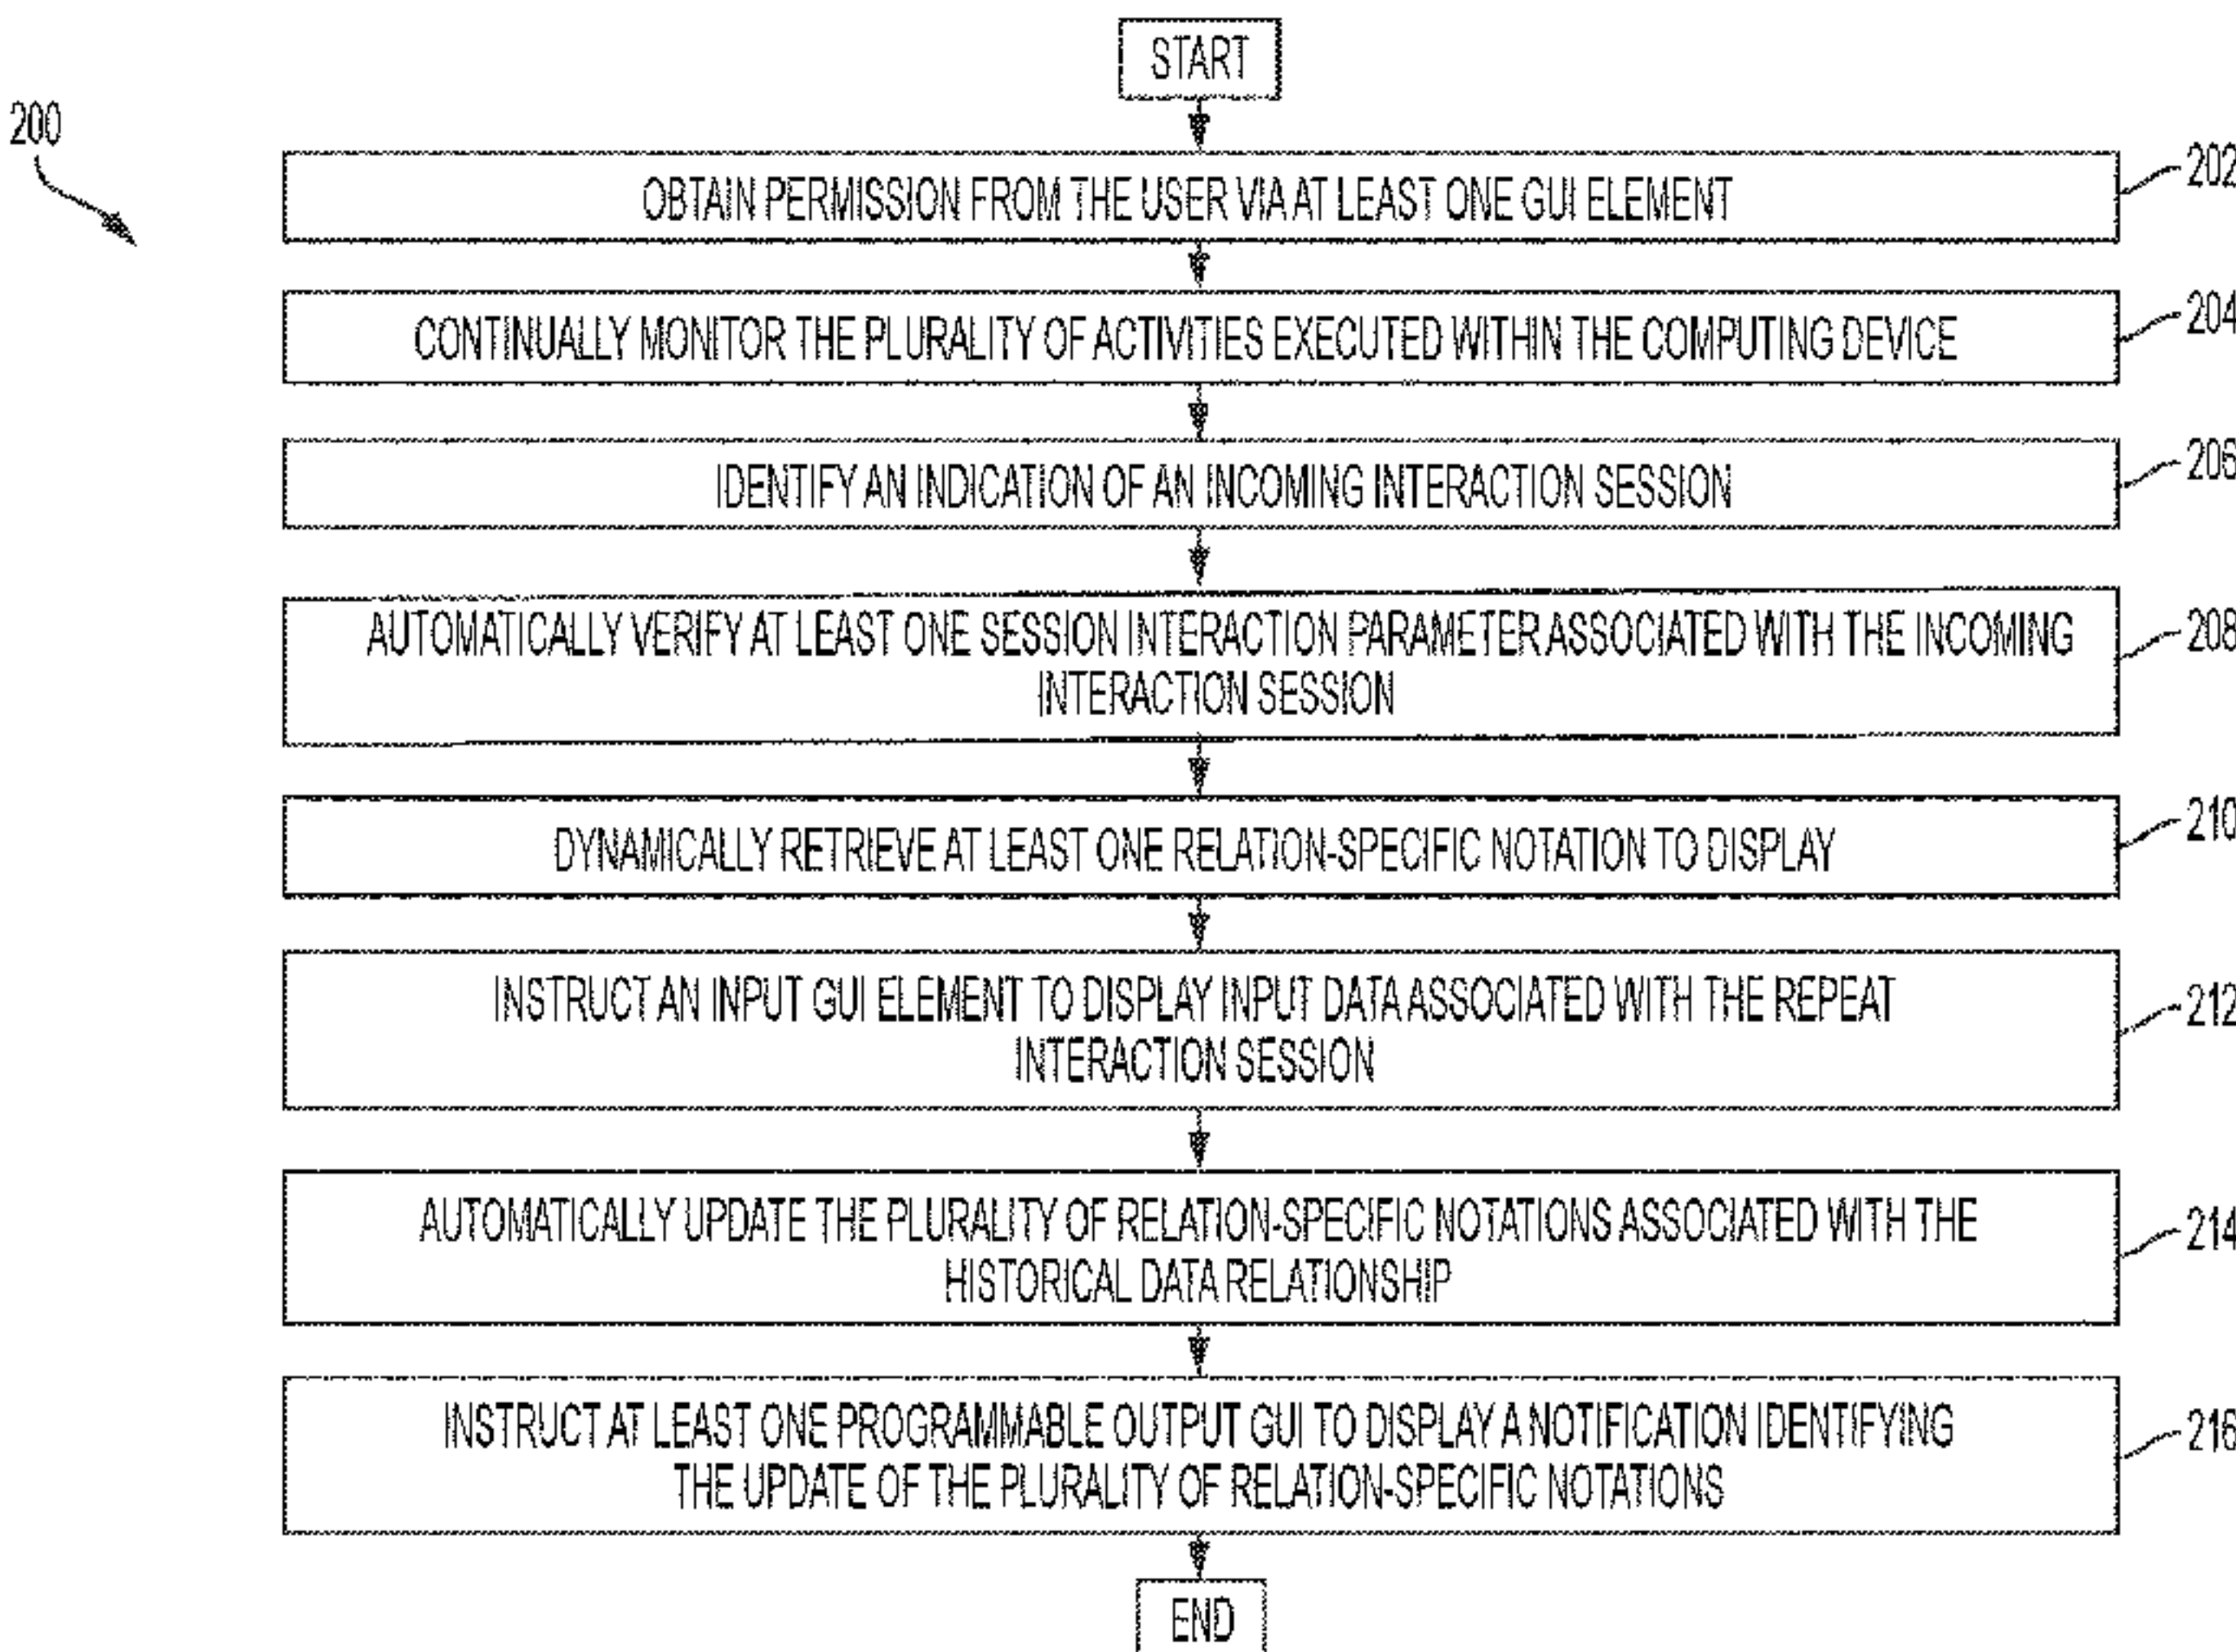 START
200
OBTAIN PERMISSION FROM THE USER VIA AT LEAST ONE GUI ELEMENT
202
CONTINUALLY MONITOR THE PLURALITY OF ACTIVITIES EXECUTED WITHIN THE COMPUTING DEVICE
204
IDENTIFY AN INDICATION OF AN INCOMING INTERACTION SESSION
206
AUTOMATICALLY VERIFY AT LEAST ONE SESSION INTERACTION PARAMETER ASSOCIATED WITH THE INCOMING
INTERACTION SESSION
208
DYNAMICALLY RETRIEVE AT LEAST ONE RELATION-SPECIFIC NOTATION TO DISPLAY
210
INSTRUCT AN INPUT GUI ELEMENT TO DISPLAY INPUT DATA ASSOCIATED WITH THE REPEAT
INTERACTION SESSION
212
AUTOMATICALLY UPDATE THE PLURALITY OF RELATION-SPECIFIC NOTATIONS ASSOCIATED WITH THE
HISTORICAL DATA RELATIONSHIP
214
INSTRUCT AT LEAST ONE PROGRAMMABLE OUTPUT GUI TO DISPLAY A NOTIFICATION IDENTIFYING
THE UPDATE OF THE PLURALITY OF RELATION-SPECIFIC NOTATIONS
216
END